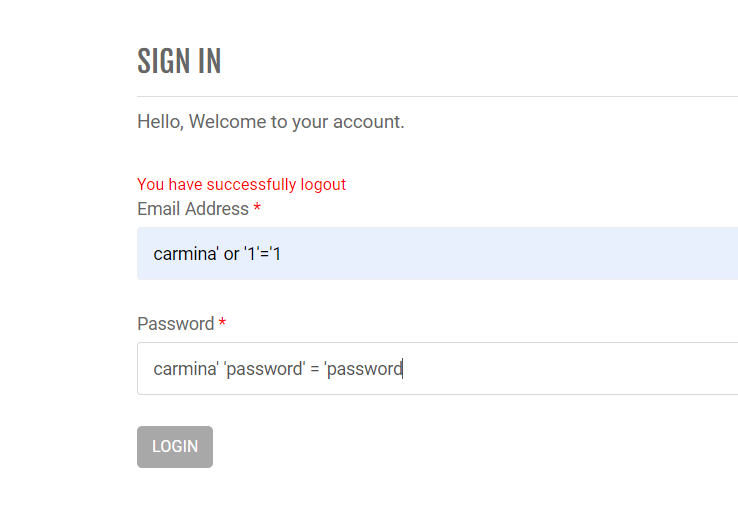 SIGN IN
Hello, Welcome to your account.
You have successfully logout
Email Address *
carmina' or '1'='1
Password *
carmina' 'password' = 'password
LOGIN